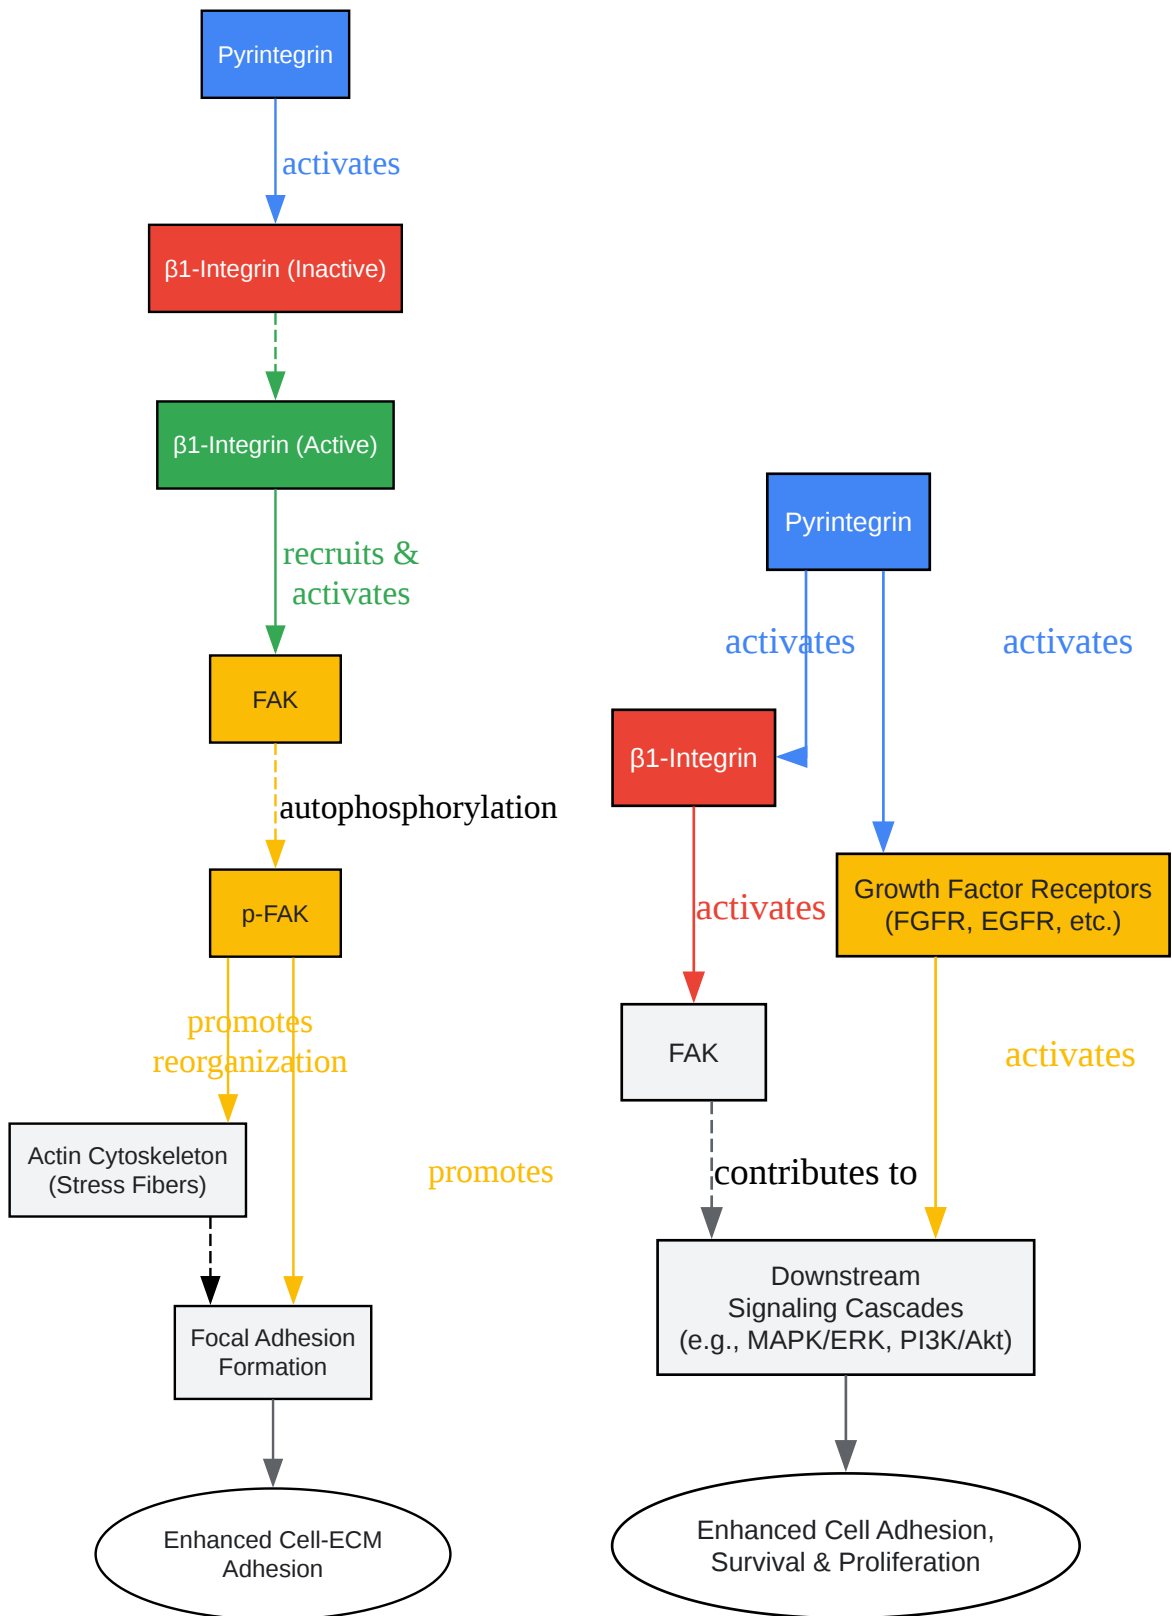 Pyrintegrin
activates
β1-Integrin (Inactive)
β1-Integrin (Active)
recruits &
activates
FAK
autophosphorylation
p-FAK
promotes
reorganization
Actin Cytoskeleton
(Stress Fibers)
promotes
Focal Adhesion
Formation
Enhanced Cell-ECM
Adhesion
Pyrintegrin
activates
activates
β1-Integrin
Growth Factor Receptors
(FGFR, EGFR, etc.)
activates
FAK
activates
contributes to
Downstream
Signaling Cascades
(e.g., MAPK/ERK, PI3K/Akt)
Enhanced Cell Adhesion,
Survival & Proliferation